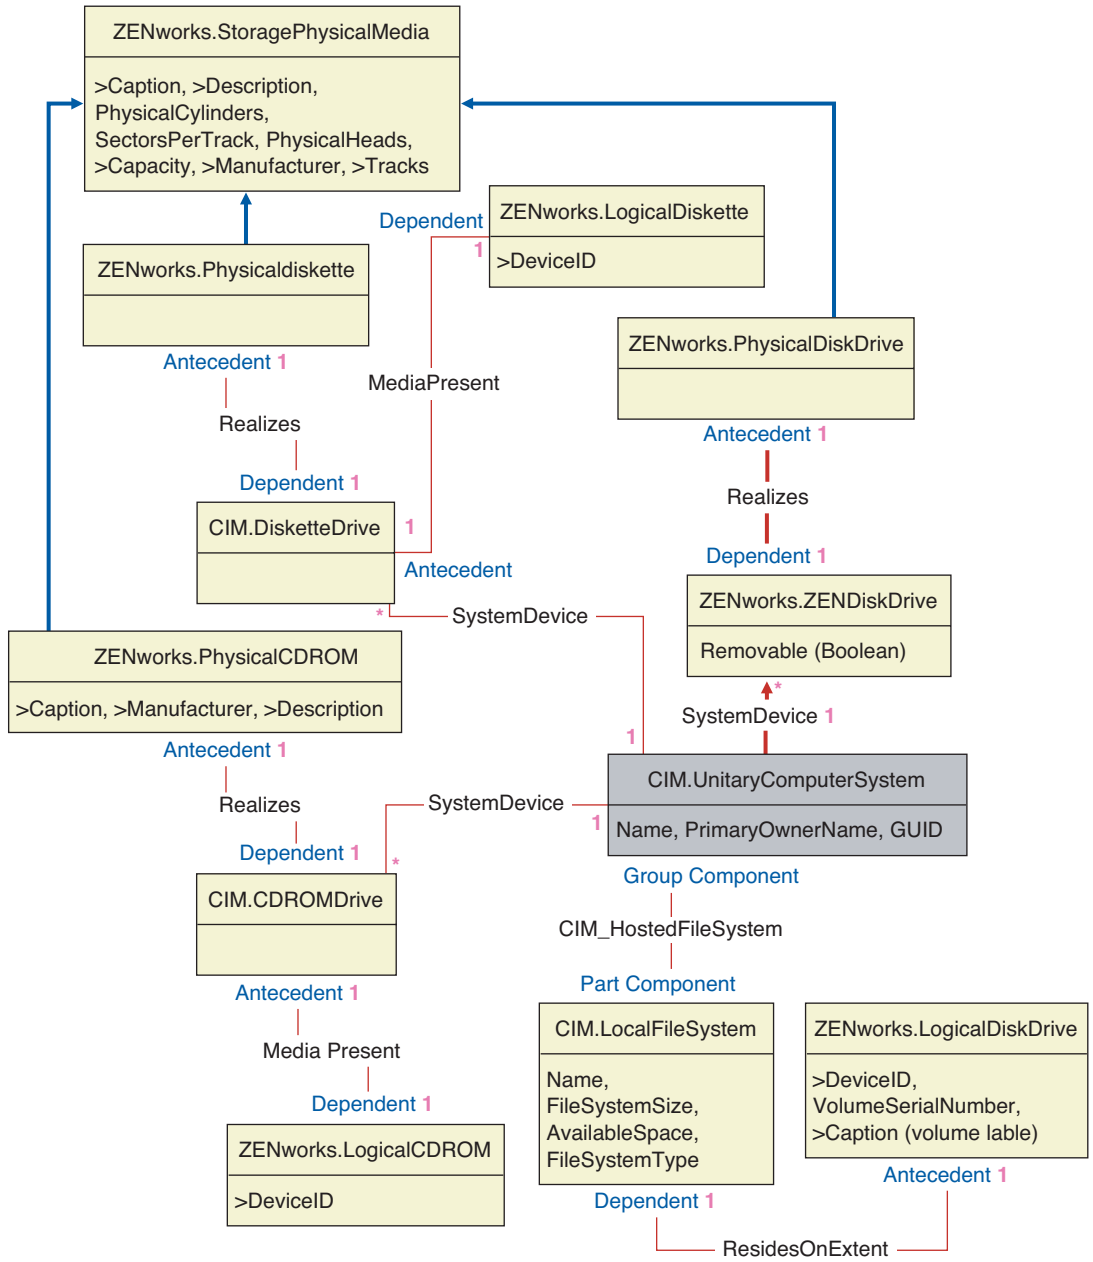 ZENworks.StoragePhysicalMedia
>Caption, >Description,
PhysicalCylinders,
SectorsPerTrack, PhysicalHeads,
>Capacity, >Manufacturer, >Tracks
Dependent
1
ZENworks.LogicalDiskette
>DeviceID
ZENworks.Physicaldiskette
Antecedent 1
Realizes
Dependent 1
MediaPresent
ZENworks.PhysicalDiskDrive
Antecedent 1
Realizes
Dependent 1
CIM.DisketteDrive
1
Antecedent
*
SystemDevice
1
ZENworks.ZENDiskDrive
Removable (Boolean)
*
SystemDevice 1
ZENworks.PhysicalCDROM
>Caption, >Manufacturer, >Description
Antecedent 1
Realizes
Dependent 1
SystemDevice
1
*
CIM.UnitaryComputerSystem
Name, PrimaryOwnerName, GUID
Group Component
CIM_HostedFileSystem
Part Component
CIM.CDROMDrive
Antecedent 1
Media Present
Dependent 1
ZENworks.LogicalCDROM
>DeviceID
CIM.LocalFileSystem
Name,
FileSystemSize,
AvailableSpace,
FileSystemType
Dependent 1
ZENworks.LogicalDiskDrive
>DeviceID,
VolumeSerialNumber,
>Caption (volume lable)
Antecedent 1
ResidesOnExtent